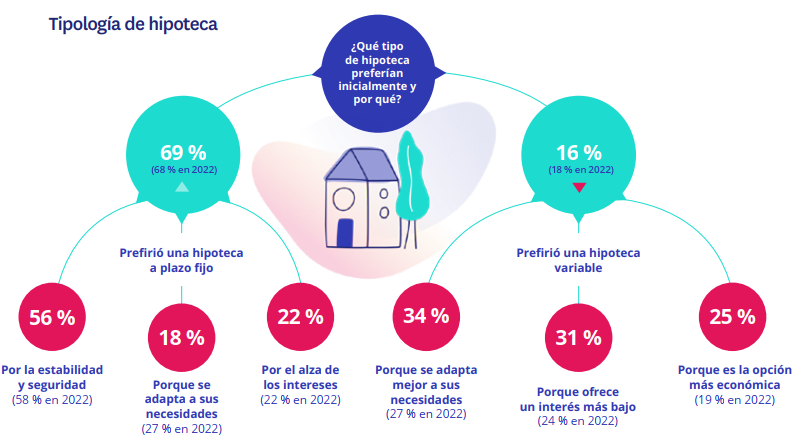 Tipología de hipoteca
¿Qué tipo
de hipoteca
preferían
inicialmente y
por qué?
69 %
(68 % en 2022)
Prefirió una hipoteca
a plazo fijo
56 %
Por la estabilidad
y seguridad
(58 % en 2022)
18 %
Porque se
adapta a sus
necesidades
(27 % en 2022)
22 %
Por el alza de
los intereses
(22 % en 2022)
16 %
(18 % en 2022)
Prefirió una hipoteca
variable
34 %
Porque se adapta
mejor a sus
necesidades
(27 % en 2022)
31 %
Porque ofrece
un interés más bajo
(24 % en 2022)
25 %
Porque es la opción
más económica
(19 % en 2022)